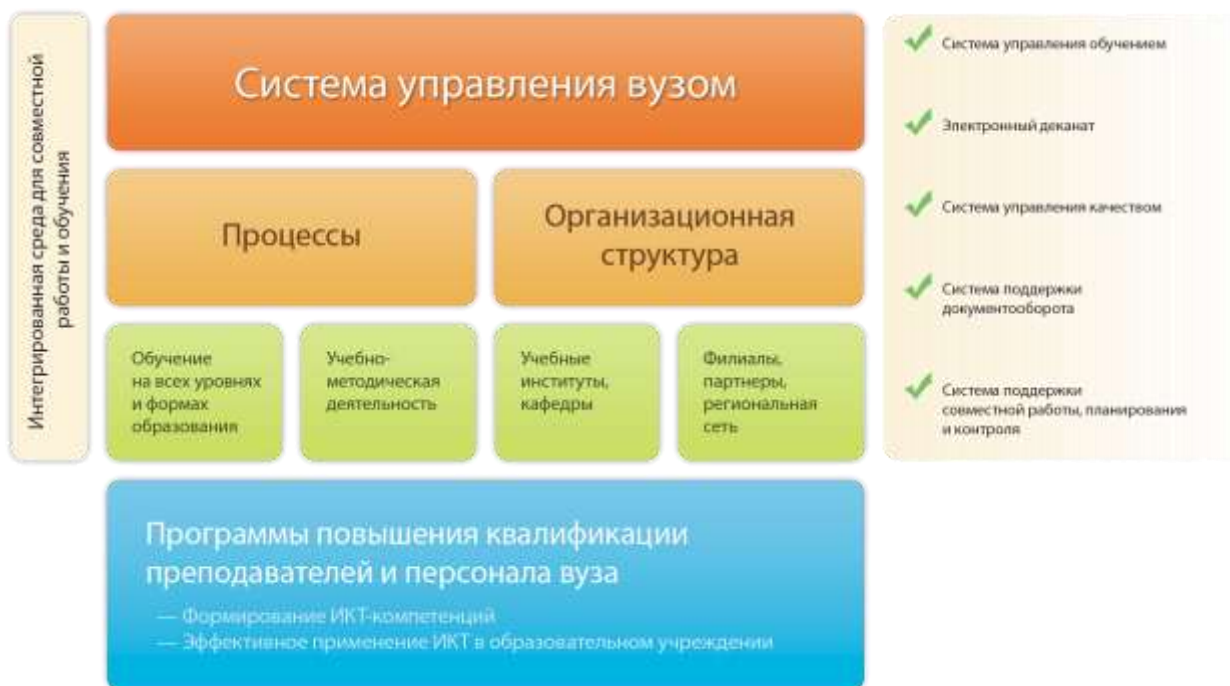 Интегрированная среда для совместной
работы и обучения
Система управления вузом
Процессы
Организационная
структура
Обучение
на всех уровнях
и формах
образования
Учебно-
методическая
деятельность
Учебные
институты,
кафедры
Филиалы,
партнеры,
региональная
сеть
Программы повышения квалификации
преподавателей и персонала вуза
— Формирование ИКТ-компетенций
— Эффективное применение ИКТ в образовательном учреждении
Система управления обучением
Электронный деканат
Система управления качеством
Система поддержки
документооборота
Система поддержки
совместной работы, планирования
и контроля